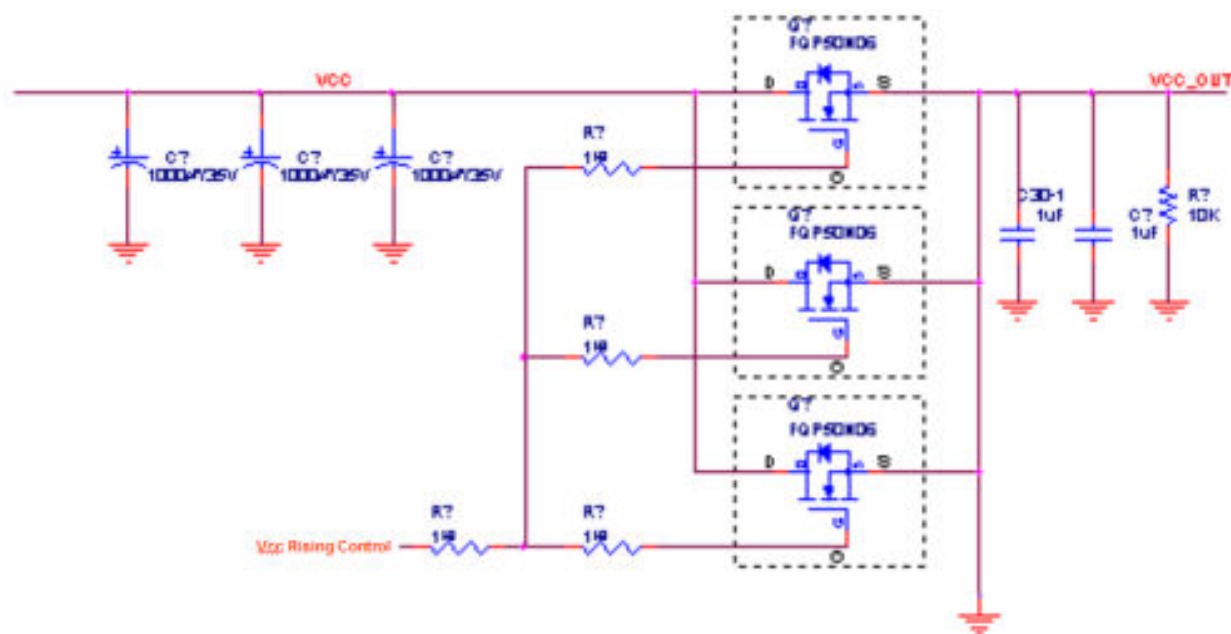 Q?
FQP50N06
VCC
D
S
VCC_OUT
G
R?
1K
C?
1000uF/35V
C?
1000uF/35V
C?
1000uF/35V
C30-1
1uF
C?
1uF
R?
10K
Q?
FQP50N06
D
S
G
R?
1K
Q?
FQP50N06
D
S
G
R?
1K
R?
1K
Vcc Rising Control